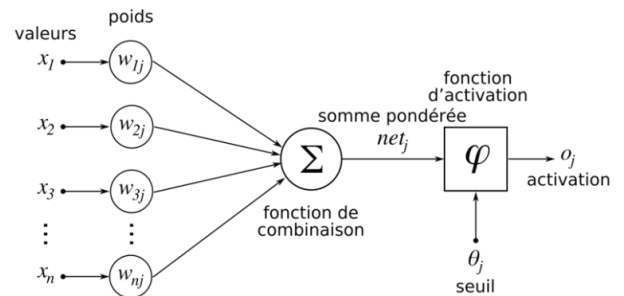 poids
valeurs
x₁ w₁ⱼ
x₂ w₂ⱼ
x₃ w₃ⱼ
⋮ ⋮
xₙ wₙⱼ
Σ
fonction de
combinaison
somme pondérée
netⱼ
fonction
d'activation
φ
oⱼ
activation
θⱼ
seuil